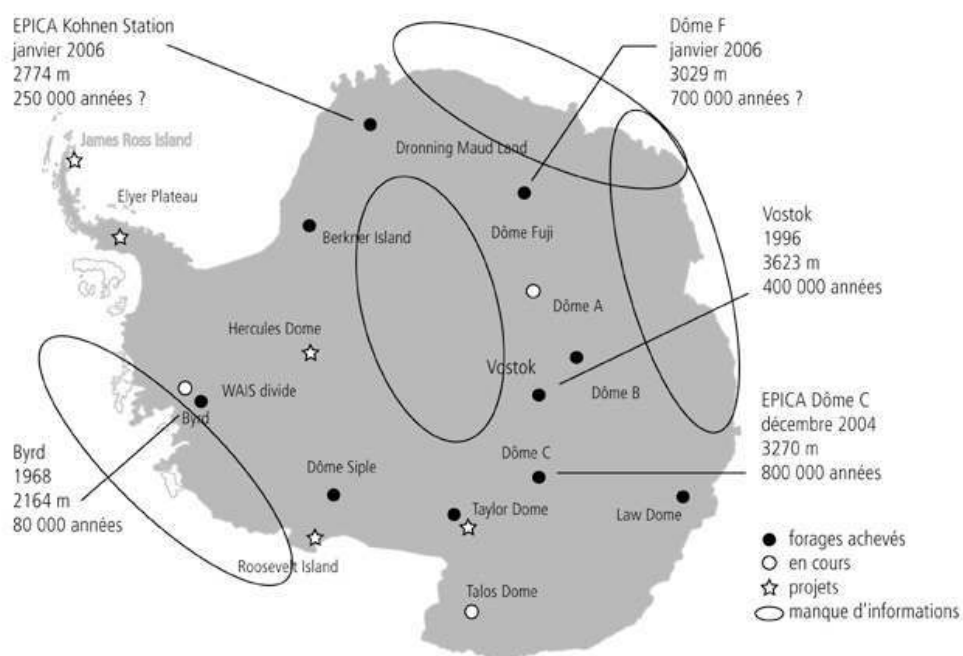 EPICA Kohnen Station
janvier 2006
2774 m
250 000 années ?
Dôme F
janvier 2006
3029 m
700 000 années ?
James Ross Island
Elyer Plateau
Dronning Maud Land
Berkner Island
Dôme Fuji
Vostok
1996
3623 m
400 000 années
Dôme A
Hercules Dome
Vostok
Dôme B
WAIS divide
Byrd
EPICA Dôme C
décembre 2004
3270 m
800 000 années
Byrd
1968
2164 m
80 000 années
Dôme Siple
Dôme C
Taylor Dome
Law Dome
Roosevelt Island
Talos Dome
forages achevés
en cours
projets
manque d'informations